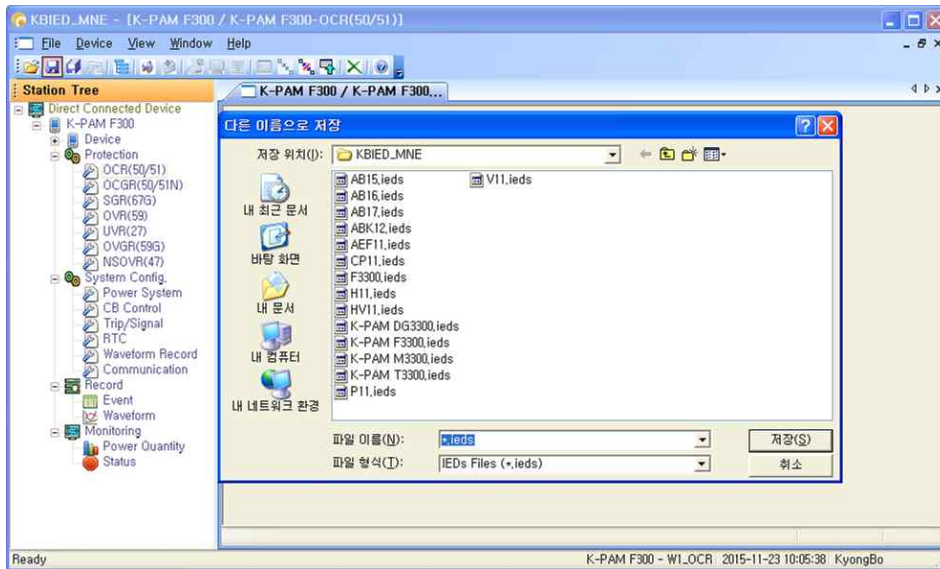 KBIED_MNE - [K-PAM F300 / K-PAM F300-OCR(50/51)]
File Device View Window Help
Station Tree
K-PAM F300 / K-PAM F300...
Direct Connected Device
K-PAM F300
Device
Protection
OCR(50/51)
OCGR(50/51N)
SGR(67G)
OVR(59)
UVR(27)
OVGR(59G)
NSOVR(47)
System Config.
Power System
CB Control
Trip/Signal
RTC
Waveform Record
Communication
Record
Event
Waveform
Monitoring
Power Quantity
Status
다른 이름으로 저장
저장 위치(I):
KBIED_MNE
내 최근 문서
바탕 화면
내 문서
내 컴퓨터
내 네트워크 환경
AB15.ieds
AB16.ieds
AB17.ieds
ABK12.ieds
AEF11.ieds
CP11.ieds
F3300.ieds
H11.ieds
HV11.ieds
K-PAM DG3300.ieds
K-PAM F3300.ieds
K-PAM M3300.ieds
K-PAM T3300.ieds
P11.ieds
V11.ieds
파일 이름(N):
*.ieds
저장(S)
파일 형식(T):
IEDs Files (*.ieds)
취소
Ready
K-PAM F300 - W1_OCR
2015-11-23 10:05:38
KyongBo